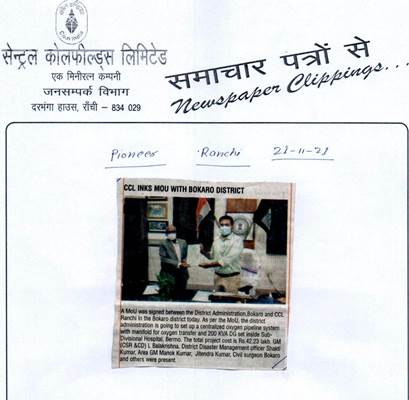 सेन्ट्रल कोलफील्ड्स लिमिटेड
एक मिनीरत्न कम्पनी
जनसम्पर्क विभाग
दरभंगा हाउस, राँची – 834 029
समाचार पत्रों से
Newspaper Clippings...
Pioneer Ranchi 21-11-21
CCL INKS MOU WITH BOKARO DISTRICT
A MoU was signed between the District Administration,Bokaro and CCL
Ranchi in the Bokaro district today. As per the MoU, the district
administration is going to set up a centralized oxygen pipeline system
with manifold for oxygen transfer and 200 KVA DG set inside Sub-
Divisional Hospital, Bermo. The total project cost is Rs.42.23 lakh. GM
(CSR &CD) L Balakrishna, District Disaster Management officer Shakti
Kumar, Area GM Manok Kumar, Jitendra Kumar, Civil surgeon Bokaro
and others were present.